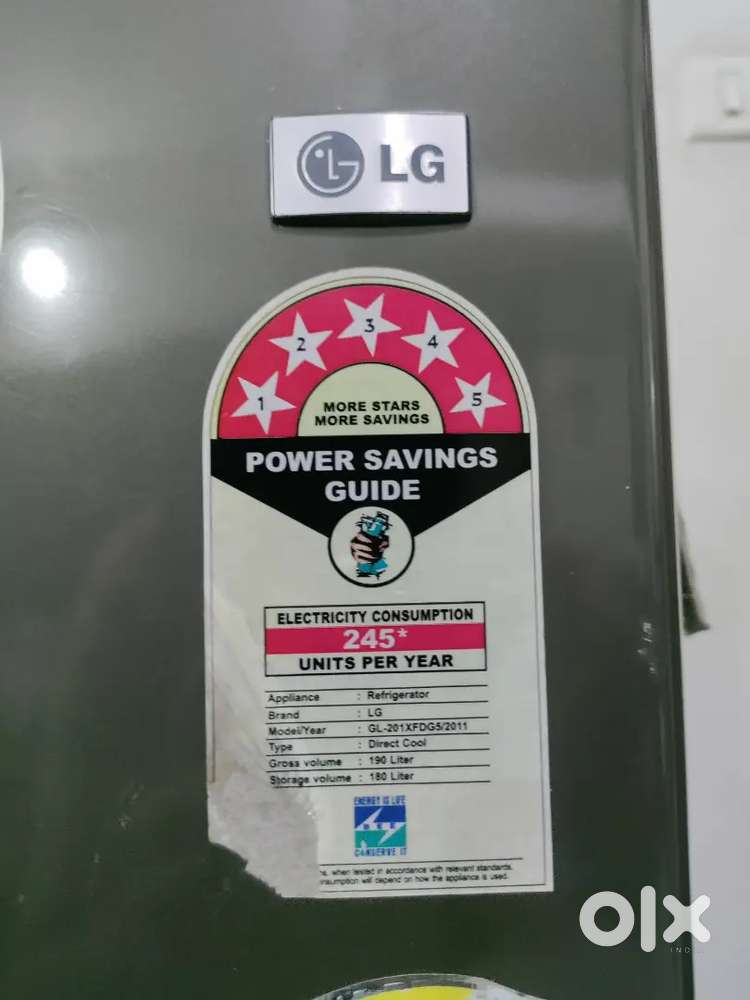 LG
1 2 3 4 5
MORE STARS
MORE SAVINGS
POWER SAVINGS
GUIDE
ELECTRICITY CONSUMPTION
245*
UNITS PER YEAR
Appliance : Refrigerator
Brand : LG
Model/Year : GL-201XFDG5/2011
Type : Direct Cool
Gross volume : 190 Liter
Storage volume : 180 Liter
ENERGY IS LIFE
BEE
CONSERVE IT
when tested in accordance with relevant standards.
will depend on how the appliance is used.
olx
INDIA